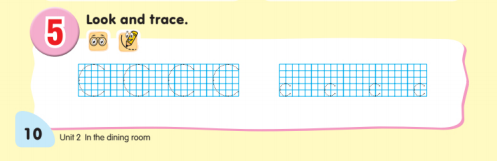 5 Look and trace.
C C C C c c c c
10 Unit 2 In the dining room